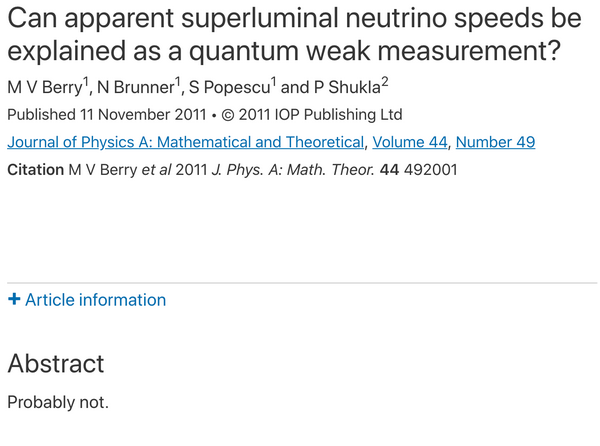 Can apparent superluminal neutrino speeds be
explained as a quantum weak measurement?
M V Berry¹, N Brunner¹, S Popescu¹ and P Shukla²
Published 11 November 2011 • © 2011 IOP Publishing Ltd
Journal of Physics A: Mathematical and Theoretical, Volume 44, Number 49
Citation M V Berry et al 2011 J. Phys. A: Math. Theor. 44 492001
+ Article information
Abstract
Probably not.